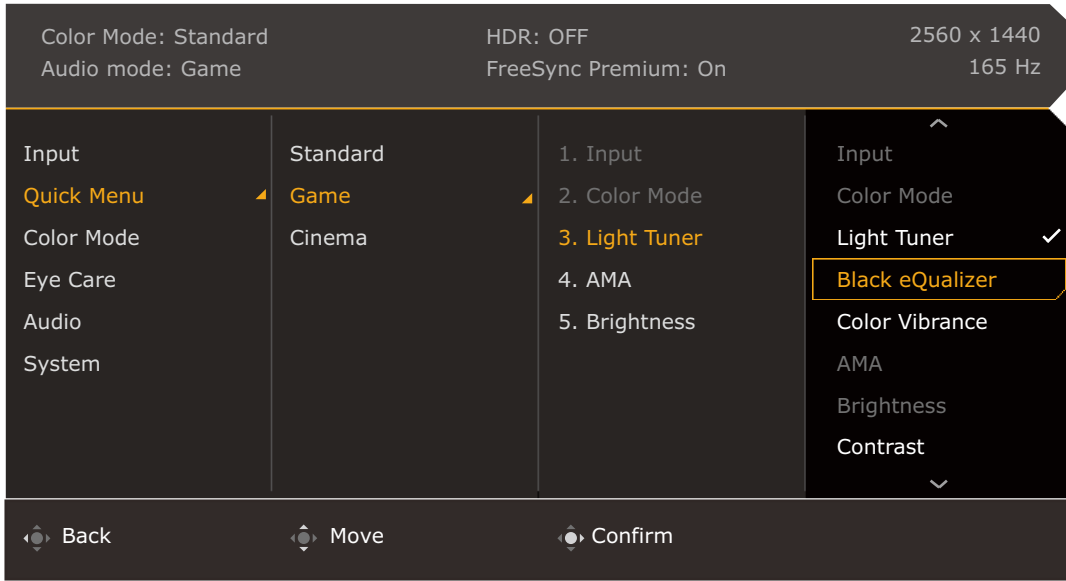 Color Mode: Standard
HDR: OFF
2560 x 1440
Audio mode: Game
FreeSync Premium: On
165 Hz
Input
Quick Menu
Color Mode
Eye Care
Audio
System
Standard
Game
Cinema
1. Input
2. Color Mode
3. Light Tuner
4. AMA
5. Brightness
Input
Color Mode
Light Tuner
Black eQualizer
Color Vibrance
AMA
Brightness
Contrast
Back
Move
Confirm